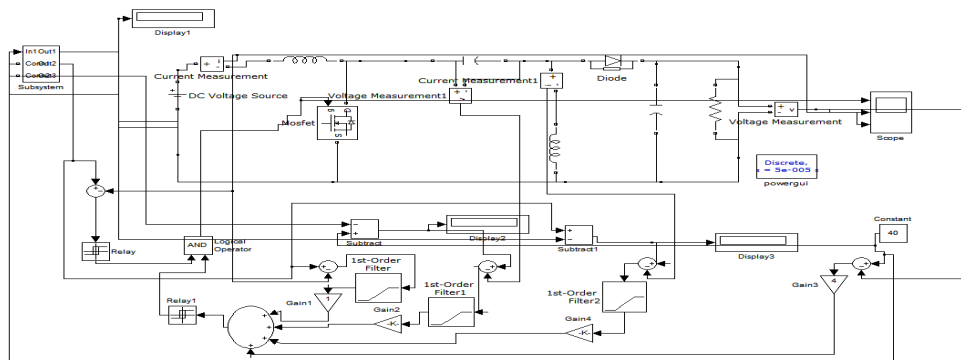 Display1
In1 Out1
Subsystem
Current Measurement
DC Voltage Source
Voltage Measurement1
Current Measurement1
Diode
Mosfet
g
S
i
v
Voltage Measurement
Scope
Discrete,
= 5e-005
powergui
Relay
AND
Logical
Operator
Subtract
Display2
Subtract1
Display3
Constant
40
1st-Order
Filter
Gain1
1
1st-Order
Filter1
Gain2
-K-
1st-Order
Filter2
Gain4
-K-
Gain3
4
Relay1